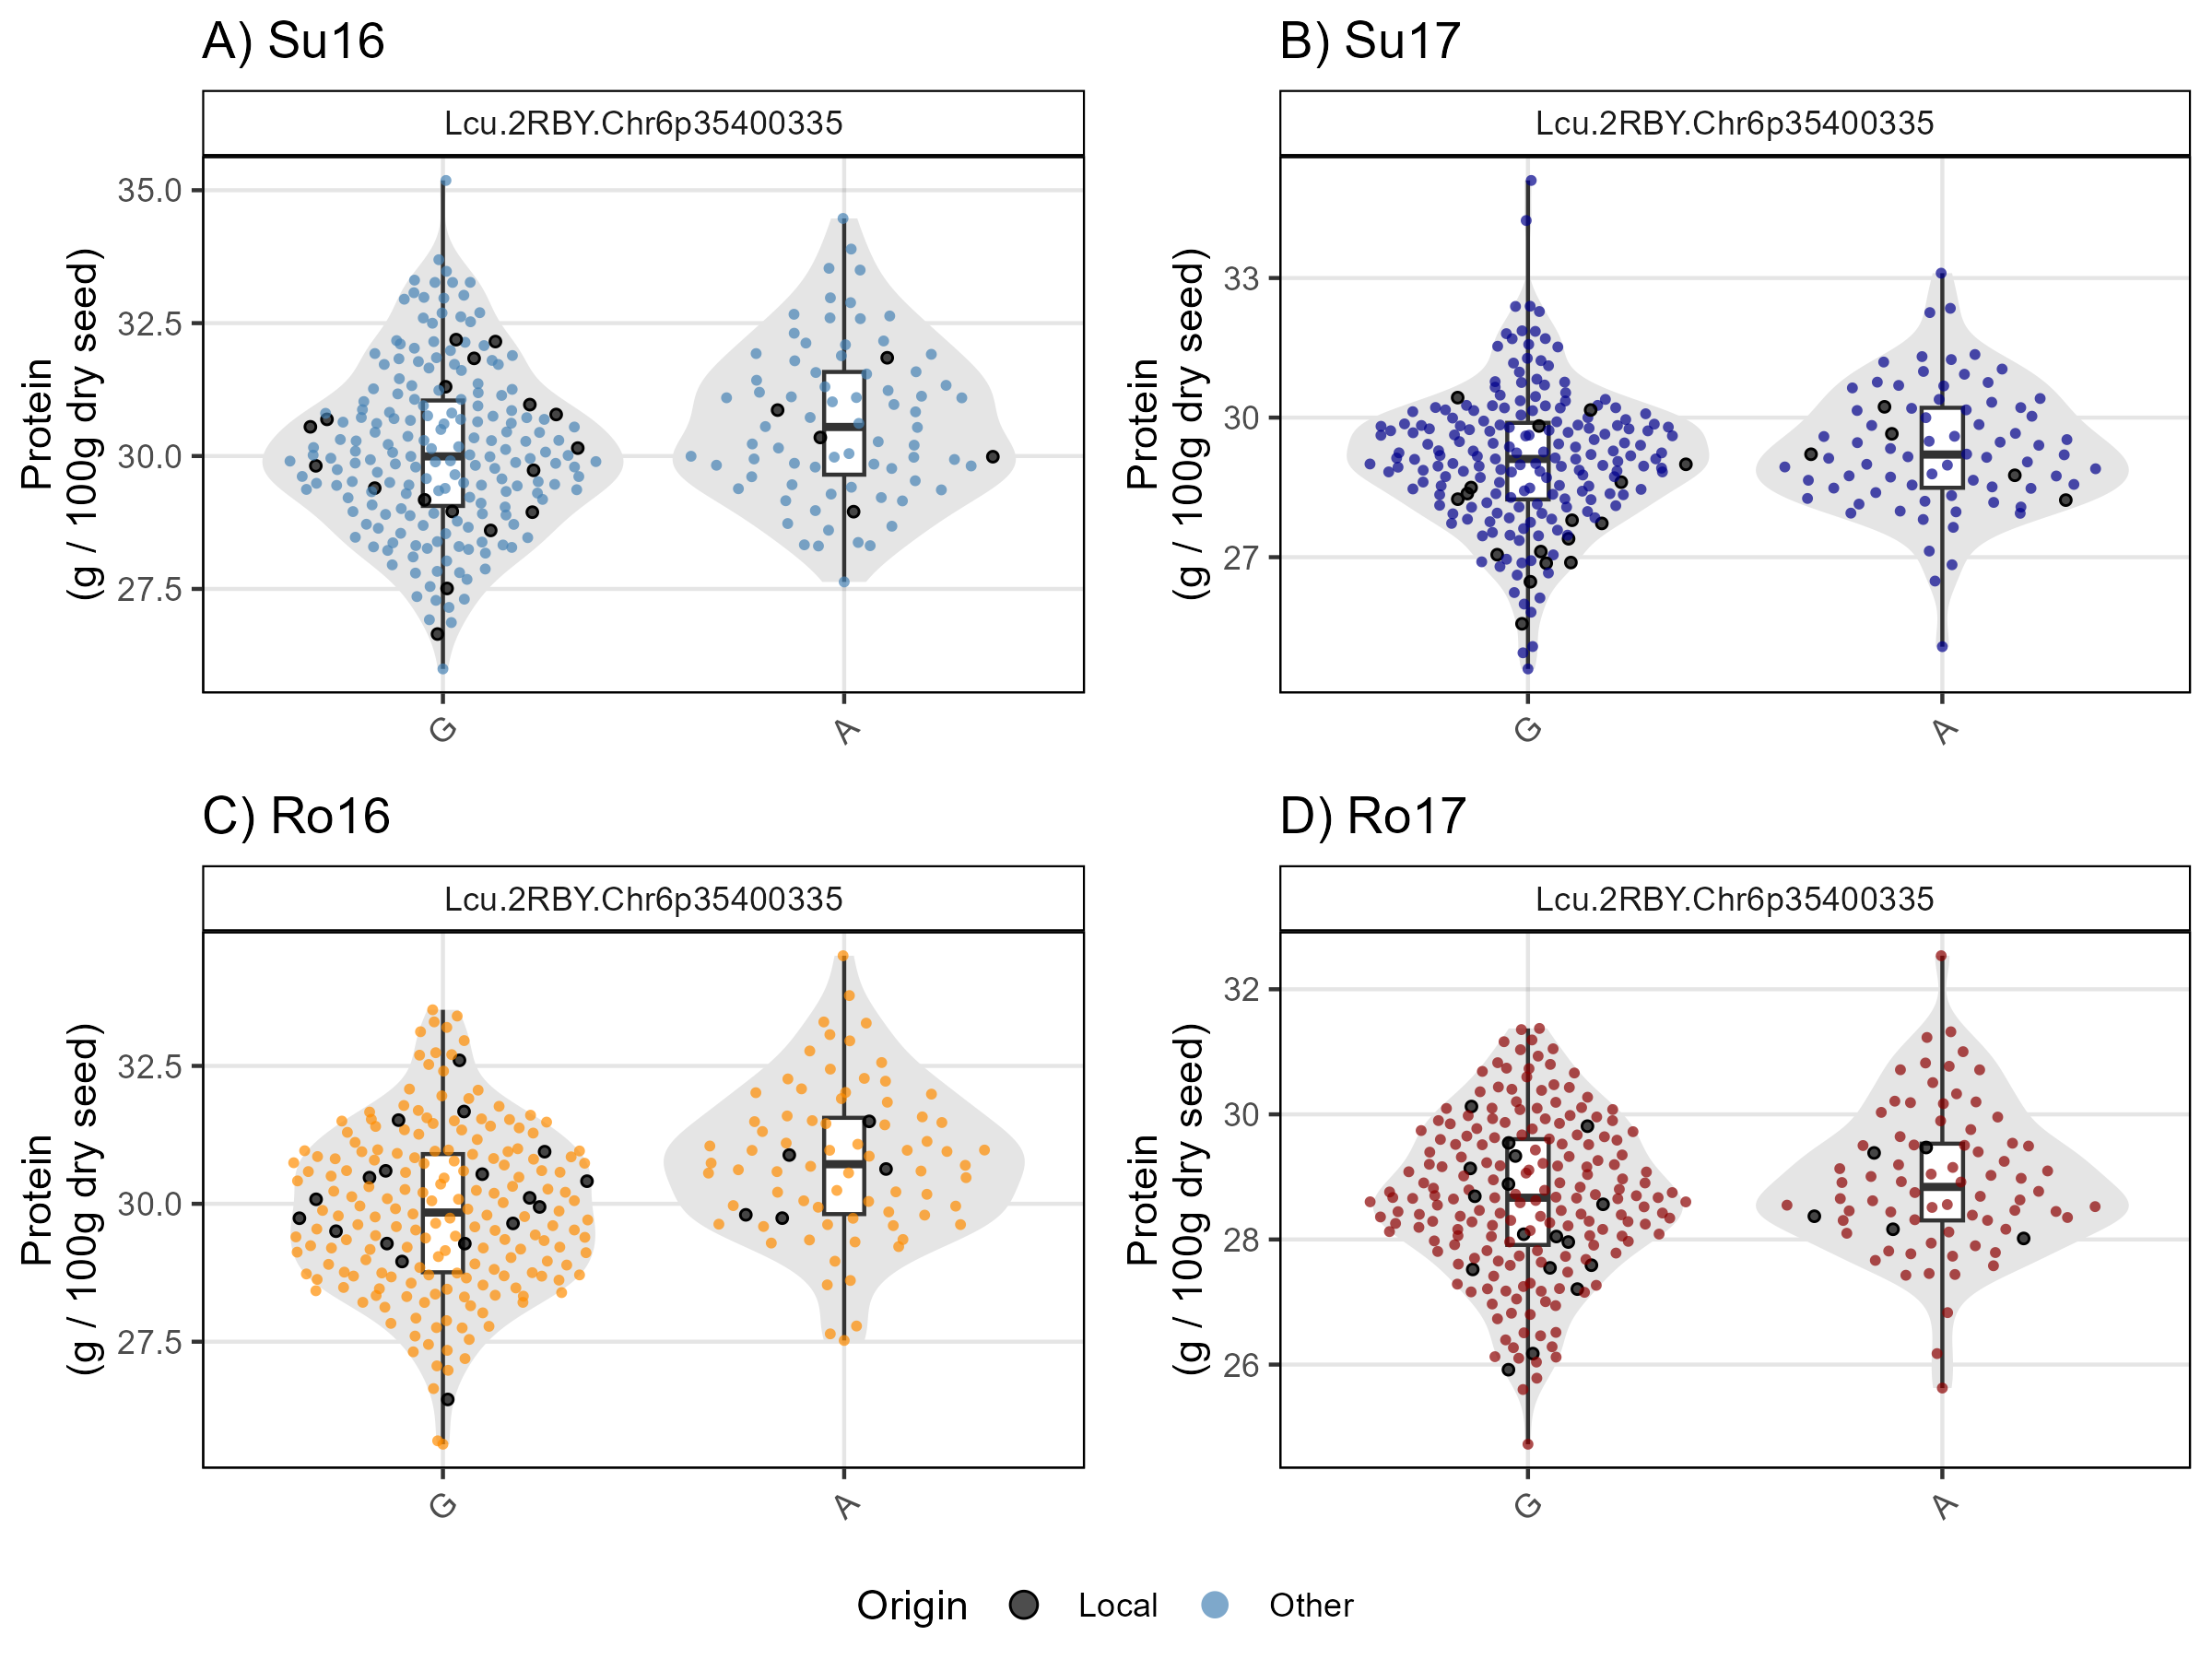 A) Su16
Lcu.2RBY.Chr6p35400335
Protein
(g / 100g dry seed)
35.0
32.5
30.0
27.5
G
A
B) Su17
Lcu.2RBY.Chr6p35400335
Protein
(g / 100g dry seed)
33
30
27
G
A
C) Ro16
Lcu.2RBY.Chr6p35400335
Protein
(g / 100g dry seed)
32.5
30.0
27.5
G
A
D) Ro17
Lcu.2RBY.Chr6p35400335
Protein
(g / 100g dry seed)
32
30
28
26
G
A
Origin Local Other